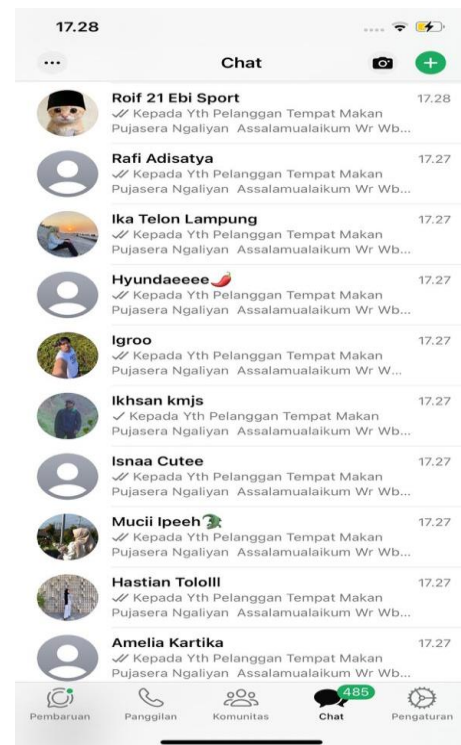 17.28
Chat
Roif 21 Ebi Sport 17.28
Kepada Yth Pelanggan Tempat Makan
Pujasera Ngaliyan Assalamualaikum Wr Wb...
Rafi Adisatya 17.27
Kepada Yth Pelanggan Tempat Makan
Pujasera Ngaliyan Assalamualaikum Wr Wb...
Ika Telon Lampung 17.27
Kepada Yth Pelanggan Tempat Makan
Pujasera Ngaliyan Assalamualaikum Wr Wb...
Hyundaeeee🌶️ 17.27
Kepada Yth Pelanggan Tempat Makan
Pujasera Ngaliyan Assalamualaikum Wr Wb...
Igroo 17.27
Kepada Yth Pelanggan Tempat Makan
Pujasera Ngaliyan Assalamualaikum Wr W...
Ikhsan kmjs 17.27
Kepada Yth Pelanggan Tempat Makan
Pujasera Ngaliyan Assalamualaikum Wr Wb...
Isnaa Cutee 17.27
Kepada Yth Pelanggan Tempat Makan
Pujasera Ngaliyan Assalamualaikum Wr Wb...
Mucii Ipeeh🐊 17.27
Kepada Yth Pelanggan Tempat Makan
Pujasera Ngaliyan Assalamualaikum Wr Wb...
Hastian Tololll 17.27
Kepada Yth Pelanggan Tempat Makan
Pujasera Ngaliyan Assalamualaikum Wr Wb...
Amelia Kartika 17.27
Kepada Yth Pelanggan Tempat Makan
Pujasera Ngaliyan Assalamualaikum Wr Wb...
485
Pembaruan Panggilan Komunitas Chat Pengaturan